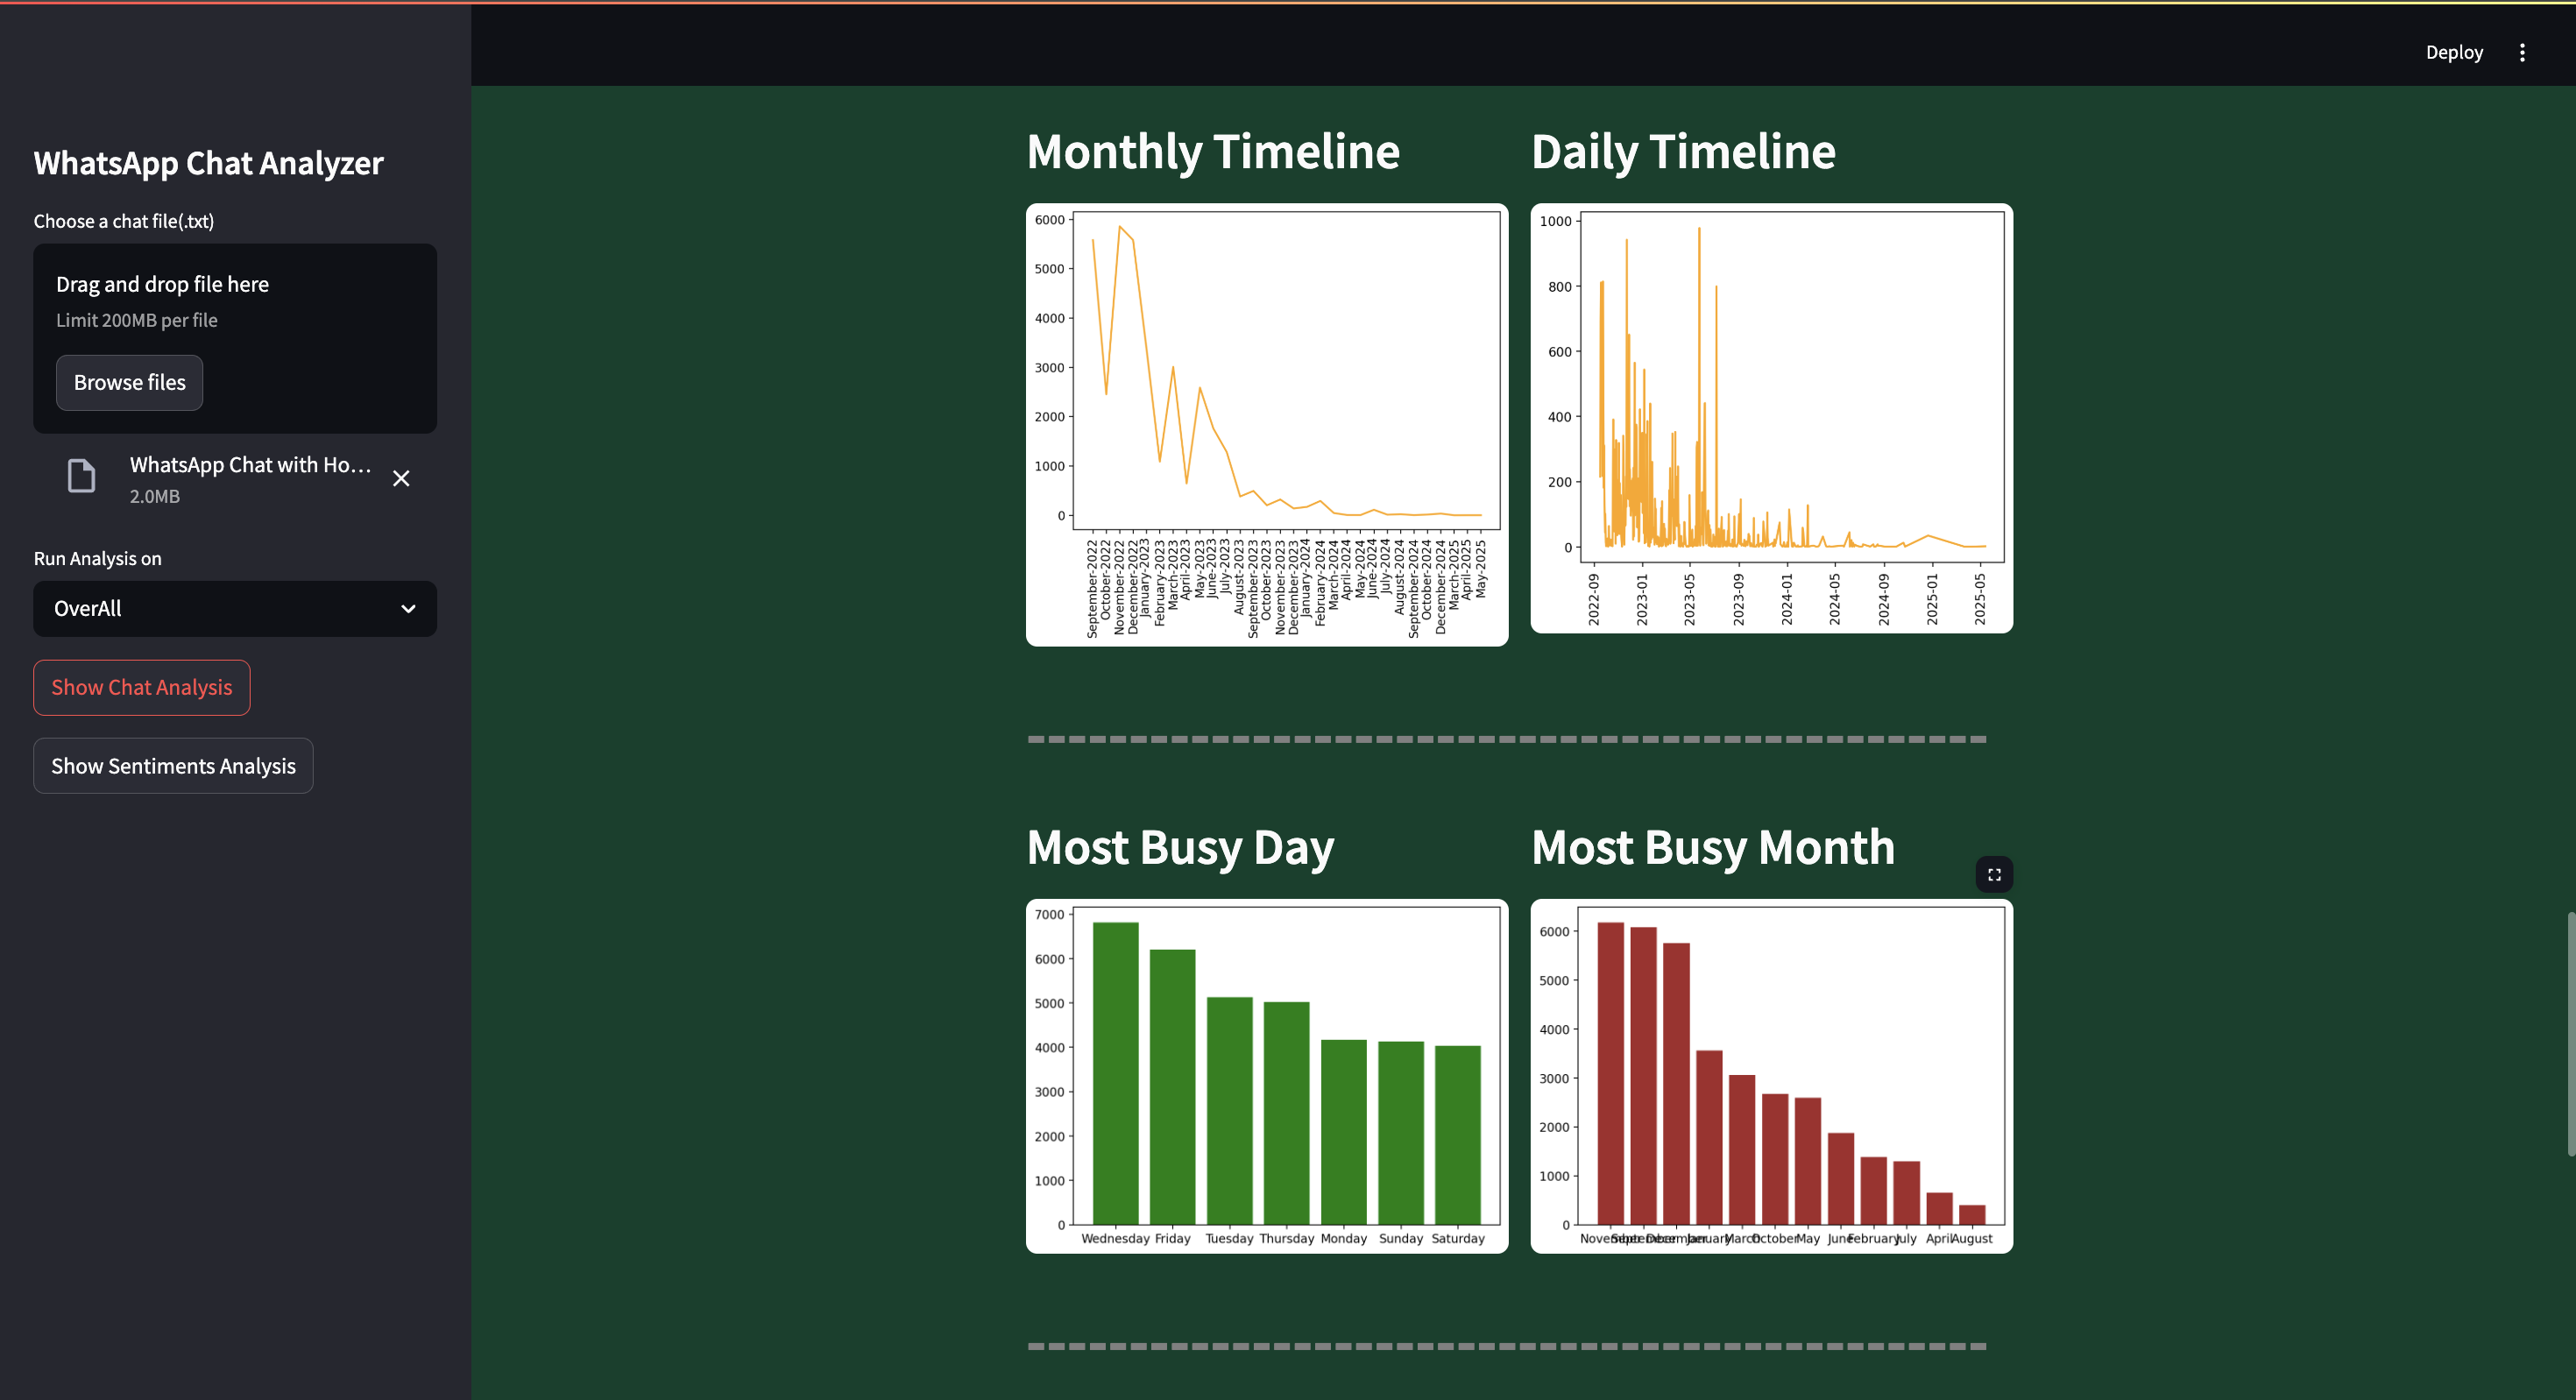 Deploy
WhatsApp Chat Analyzer
Choose a chat file(.txt)
Drag and drop file here
Limit 200MB per file
Browse files
WhatsApp Chat with Ho...
2.0MB
Run Analysis on
OverAll
Show Chat Analysis
Show Sentiments Analysis
Monthly Timeline
6000
5000
4000
3000
2000
1000
0
September-2022
October-2022
November-2022
December-2022
January-2023
February-2023
March-2023
April-2023
May-2023
June-2023
July-2023
August-2023
September-2023
October-2023
November-2023
December-2023
January-2024
February-2024
March-2024
April-2024
May-2024
June-2024
July-2024
August-2024
September-2024
October-2024
December-2024
March-2025
April-2025
May-2025
Daily Timeline
1000
800
600
400
200
0
2022-09
2023-01
2023-05
2023-09
2024-01
2024-05
2024-09
2025-01
2025-05
Most Busy Day
7000
6000
5000
4000
3000
2000
1000
0
Wednesday Friday Tuesday Thursday Monday Sunday Saturday
Most Busy Month
6000
5000
4000
3000
2000
1000
0
November September December January March October May June February July April August